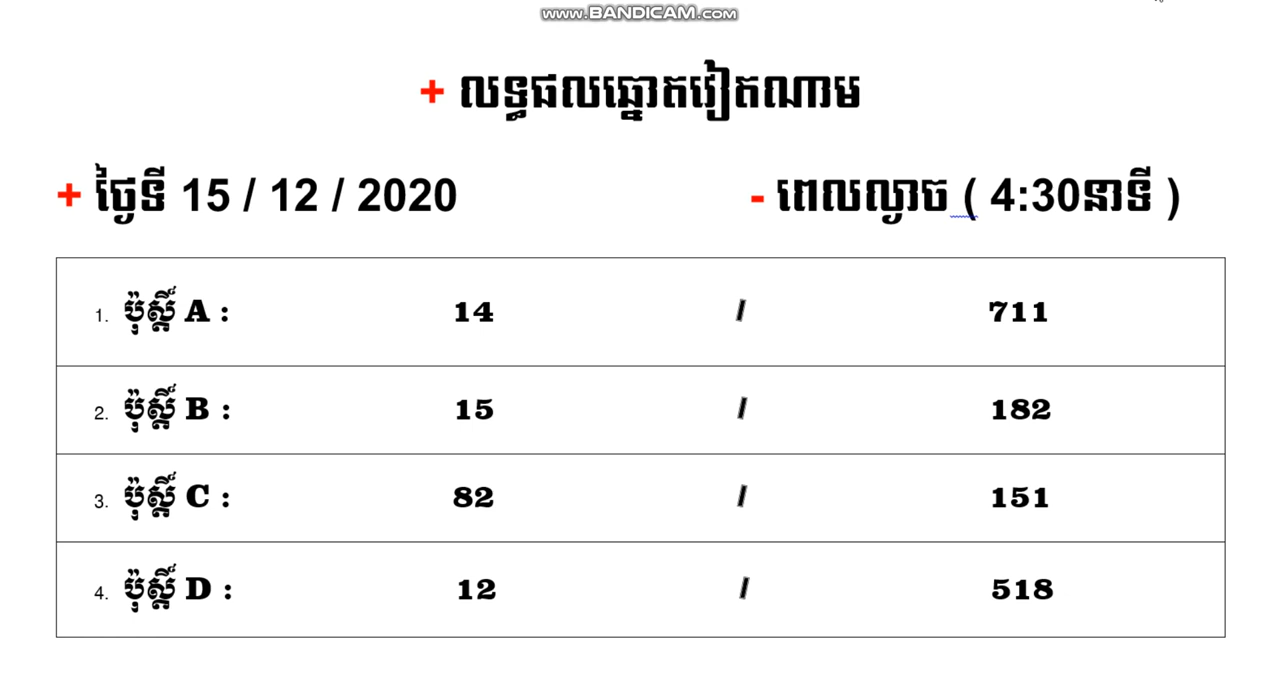 www.BANDICAM.com
+ លទ្ធផលឆ្នោតវៀតណាម
+ ថ្ងៃទី 15 / 12 / 2020 - ពេលល្ងាច ( 4:30នាទី )
1. ប៉ុស្តិ៍ A : 14 / 711
2. ប៉ុស្តិ៍ B : 15 / 182
3. ប៉ុស្តិ៍ C : 82 / 151
4. ប៉ុស្តិ៍ D : 12 / 518